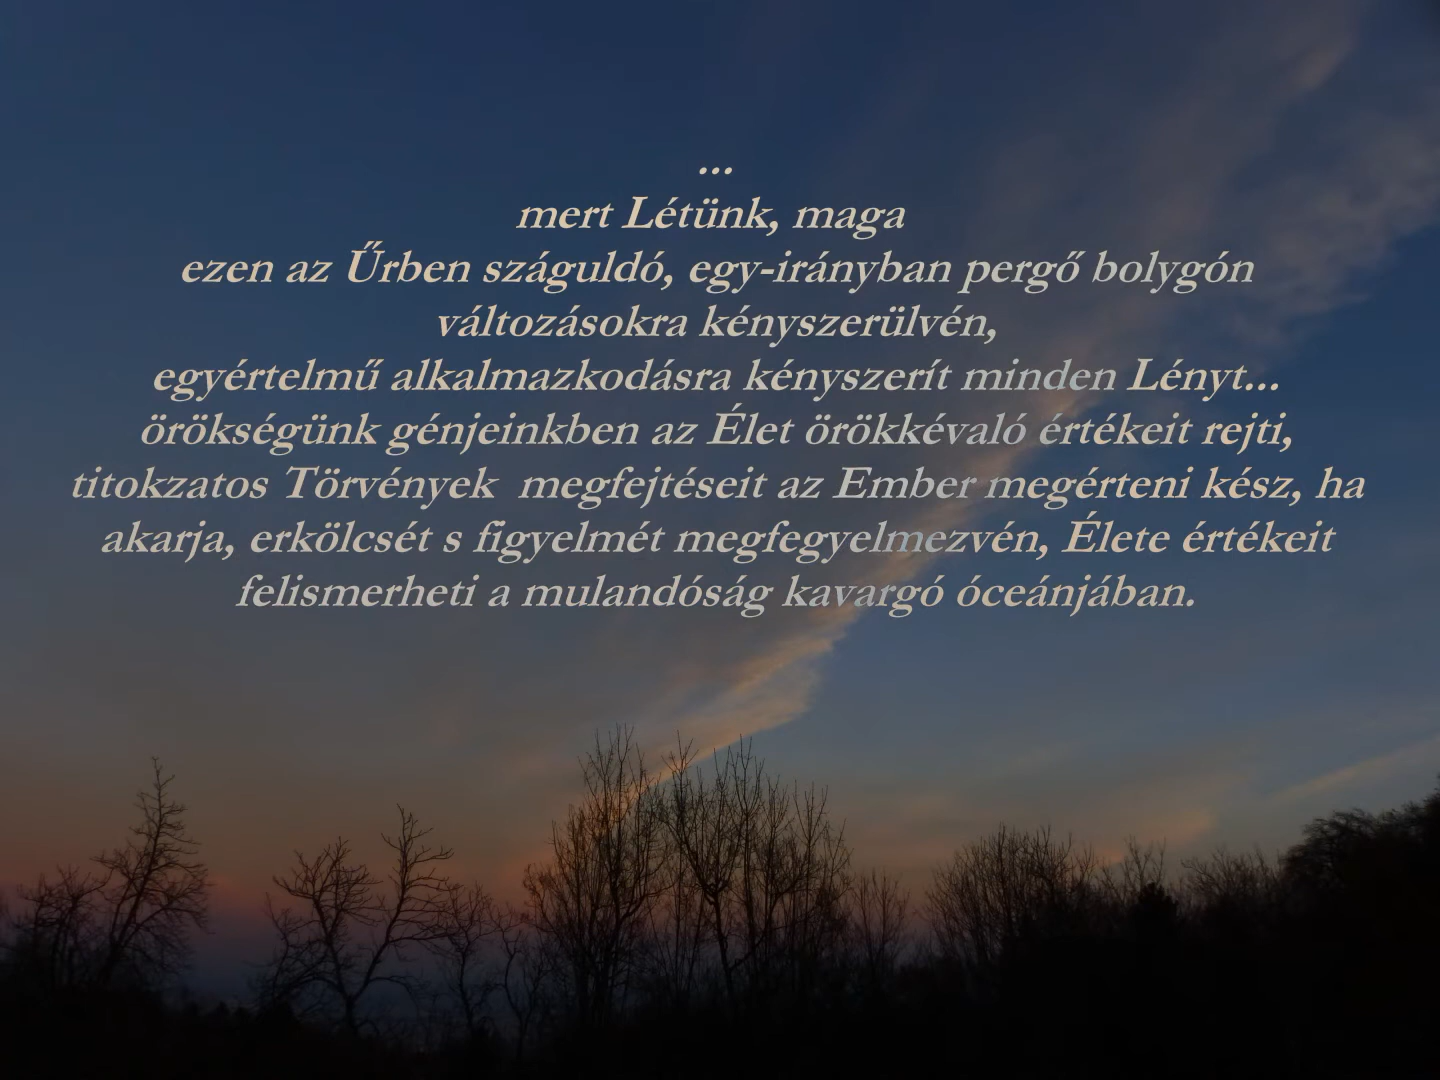 ...
mert Létünk, maga
ezen az Űrben száguldó, egy-irányban pergő bolygón
változásokra kényszerülvén,
egyértelmű alkalmazkodásra kényszerít minden Lényt...
örökségünk génjeinkben az Élet örökkévaló értékeit rejti,
titokzatos Törvények  megfejtéseit az Ember megérteni kész, ha
akarja, erkölcsét s figyelmét megfegyelmezvén, Élete értékeit
felismerheti a mulandóság kavargó óceánjában.